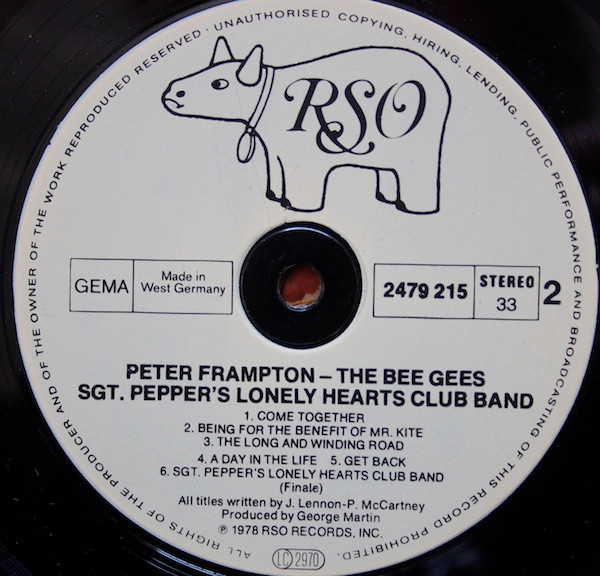 ALL RIGHTS OF THE PRODUCER AND OF THE OWNER OF THE WORK REPRODUCED RESERVED · UNAUTHORISED COPYING, HIRING, LENDING, PUBLIC PERFORMANCE AND BROADCASTING OF THIS RECORD PROHIBITED.
RSO
GEMA
Made in
West Germany
2479 215
STEREO
33
2
PETER FRAMPTON – THE BEE GEES
SGT. PEPPER'S LONELY HEARTS CLUB BAND
1. COME TOGETHER
2. BEING FOR THE BENEFIT OF MR. KITE
3. THE LONG AND WINDING ROAD
4. A DAY IN THE LIFE 5. GET BACK
6. SGT. PEPPER'S LONELY HEARTS CLUB BAND
(Finale)
All titles written by J. Lennon-P. McCartney
Produced by George Martin
℗ 1978 RSO RECORDS, INC.
LC 2970